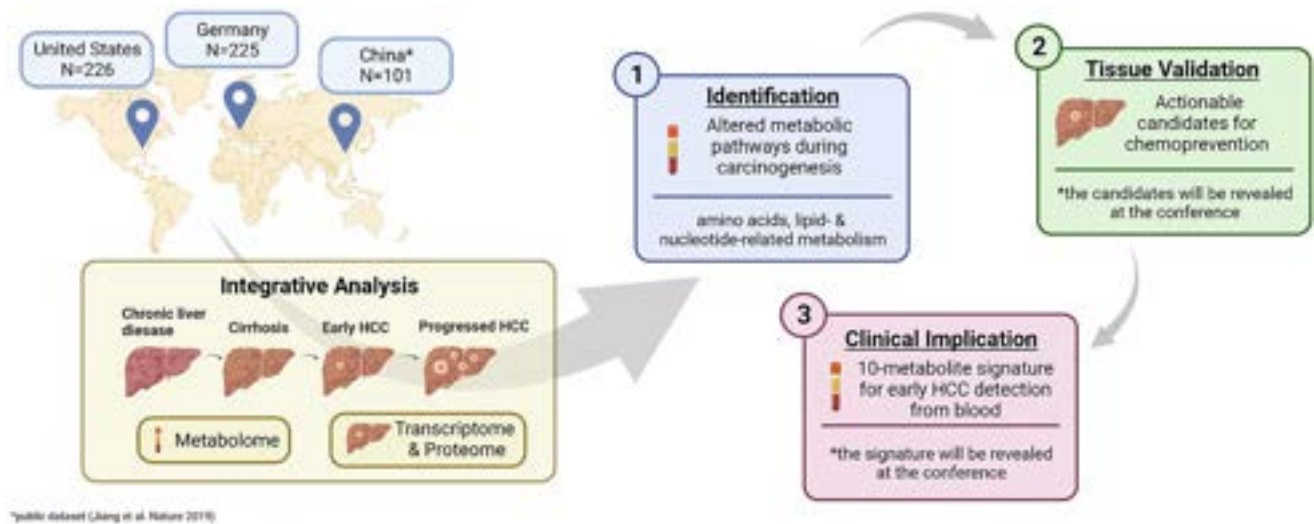 United States
N=226
Germany
N=225
China*
N=101
Integrative Analysis
Chronic liver
diesease
Cirrhosis
Early HCC
Progressed HCC
Metabolome
Transcriptome
& Proteome
1
Identification
Altered metabolic
pathways during
carcinogenesis
amino acids, lipid- &
nucleotide-related metabolism
2
Tissue Validation
Actionable
candidates for
chemoprevention
*the candidates will be revealed
at the conference
3
Clinical Implication
10-metabolite signature
for early HCC detection
from blood
*the signature will be revealed
at the conference
*public dataset (Jiang et al. Nature 2019)